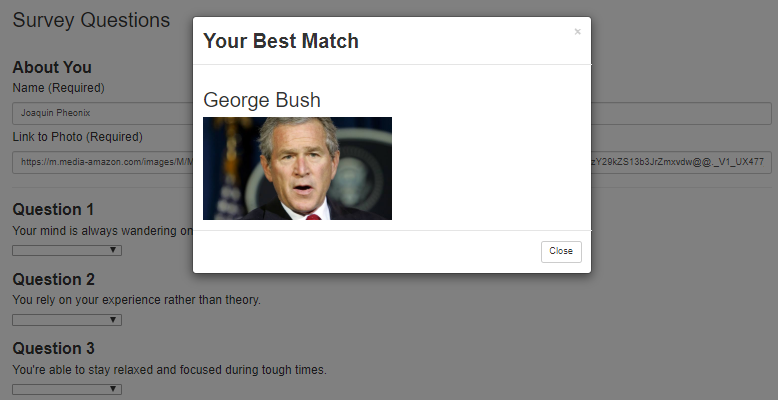 Survey Questions
Your Best Match
×
About You
Name (Required)
Joaquin Pheonix
George Bush
Link to Photo (Required)
https://m.media-amazon.com/images/M/M
zY29kZS13b3JrZmxvdw@@._V1_UX477
Question 1
Your mind is always wandering on
Close
Question 2
You rely on your experience rather than theory.
Question 3
You're able to stay relaxed and focused during tough times.